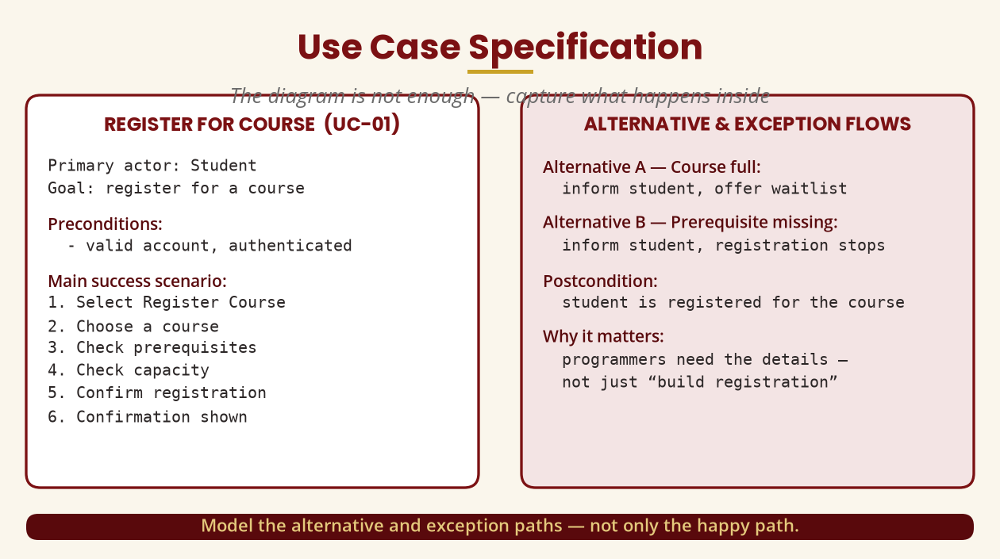 Use Case Specification
The diagram is not enough — capture what happens inside
REGISTER FOR COURSE (UC-01)
Primary actor: Student
Goal: register for a course
Preconditions:
- valid account, authenticated
Main success scenario:
1. Select Register Course
2. Choose a course
3. Check prerequisites
4. Check capacity
5. Confirm registration
6. Confirmation shown
ALTERNATIVE & EXCEPTION FLOWS
Alternative A — Course full:
inform student, offer waitlist
Alternative B — Prerequisite missing:
inform student, registration stops
Postcondition:
student is registered for the course
Why it matters:
programmers need the details —
not just “build registration”
Model the alternative and exception paths — not only the happy path.